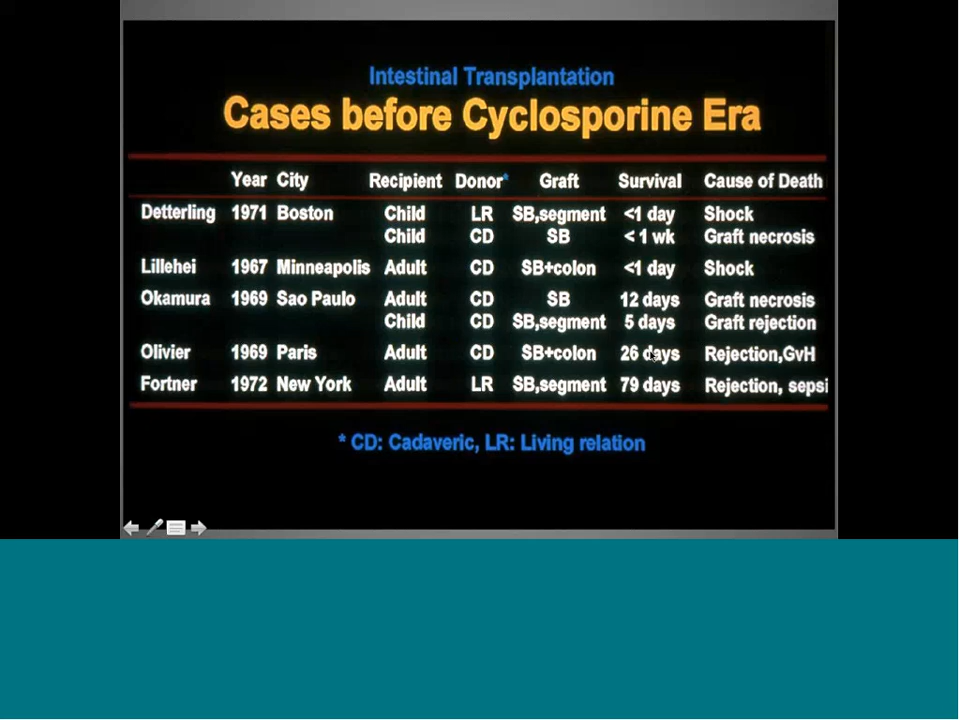 Intestinal Transplantation
Cases before Cyclosporine Era
Year City Recipient Donor* Graft Survival Cause of Death
Detterling 1971 Boston Child LR SB,segment <1 day Shock
Child CD SB < 1 wk Graft necrosis
Lillehei 1967 Minneapolis Adult CD SB+colon <1 day Shock
Okamura 1969 Sao Paulo Adult CD SB 12 days Graft necrosis
Child CD SB,segment 5 days Graft rejection
Olivier 1969 Paris Adult CD SB+colon 26 days Rejection,GvH
Fortner 1972 New York Adult LR SB,segment 79 days Rejection, sepsi
* CD: Cadaveric, LR: Living relation